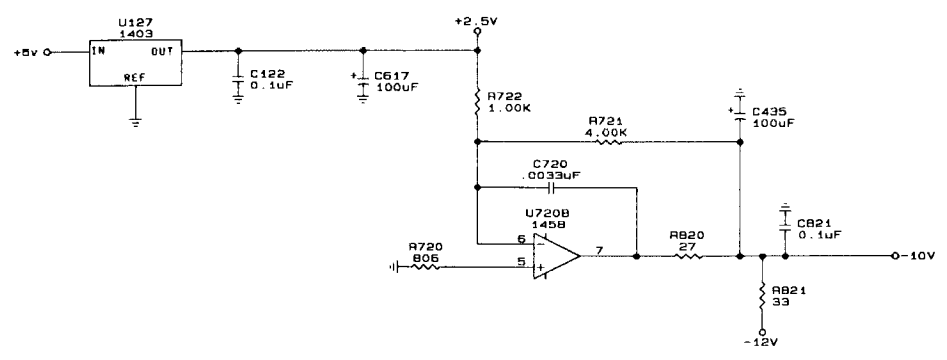 +2.5V
U127
1403
+5V
IN
OUT
REF
C122
0.1uF
+
C617
100uF
R722
1.00K
R721
4.00K
+
C435
100uF
C720
.0033uF
U720B
1458
6
-
5
+
7
R720
806
R820
27
C821
0.1uF
-10V
R821
33
-12V